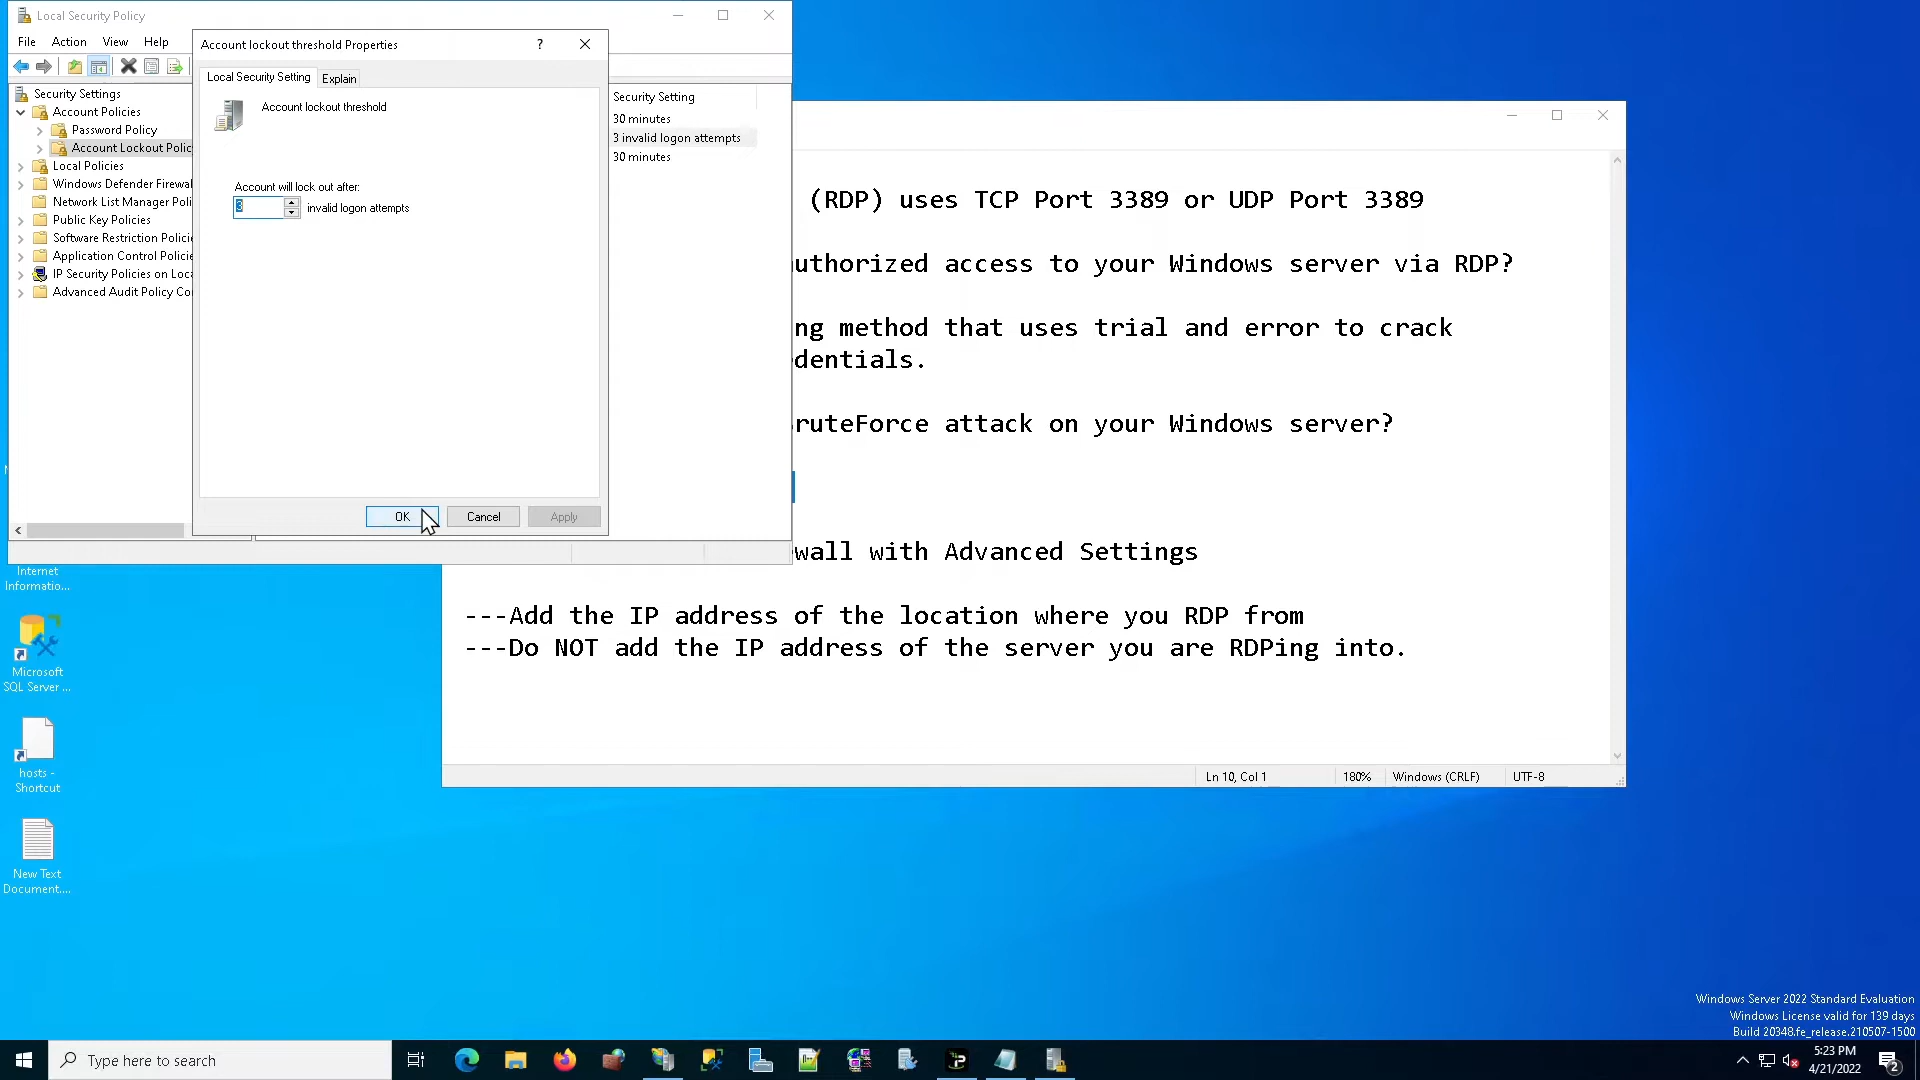 Local Security Policy
File Action View Help
Account lockout threshold Properties
?
Local Security Setting Explain
Account lockout threshold
Account will lock out after:
3 invalid logon attempts
OK Cancel Apply
Security Settings
Account Policies
Password Policy
Account Lockout Polic
Local Policies
Windows Defender Firewal
Network List Manager Poli
Public Key Policies
Software Restriction Policie
Application Control Policie
IP Security Policies on Loca
Advanced Audit Policy Co
Security Setting
30 minutes
3 invalid logon attempts
30 minutes
(RDP) uses TCP Port 3389 or UDP Port 3389
uthorized access to your Windows server via RDP?
ng method that uses trial and error to crack
dentials.
ruteForce attack on your Windows server?
wall with Advanced Settings
---Add the IP address of the location where you RDP from
---Do NOT add the IP address of the server you are RDPing into.
Ln 10, Col 1 180% Windows (CRLF) UTF-8
Internet
Informatio...
Microsoft
SQL Server ...
hosts -
Shortcut
New Text
Document....
Windows Server 2022 Standard Evaluation
Windows License valid for 139 days
Build 20348.fe_release.210507-1500
Type here to search
5:23 PM
4/21/2022
2